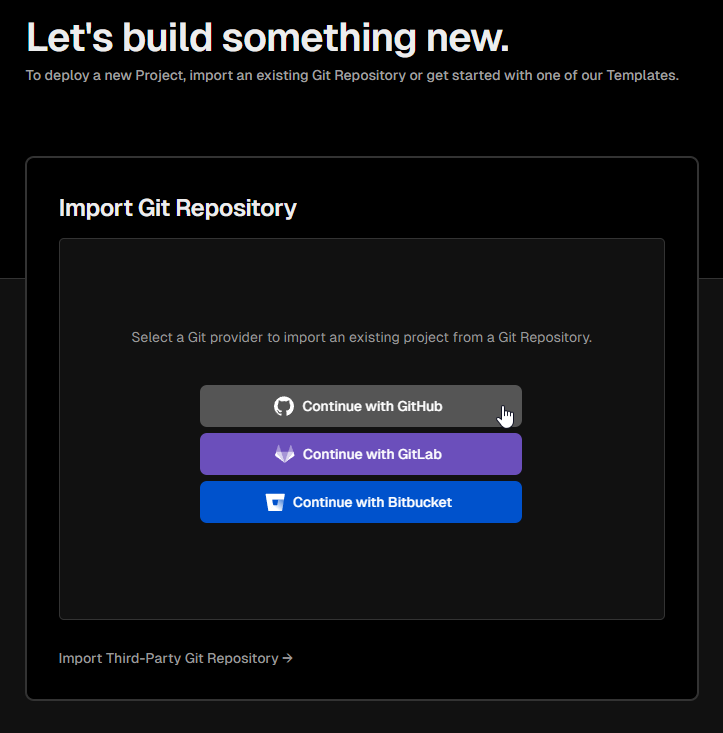 Let's build something new.
To deploy a new Project, import an existing Git Repository or get started with one of our Templates.
Import Git Repository
Select a Git provider to import an existing project from a Git Repository.
Continue with GitHub
Continue with GitLab
Continue with Bitbucket
Import Third-Party Git Repository →